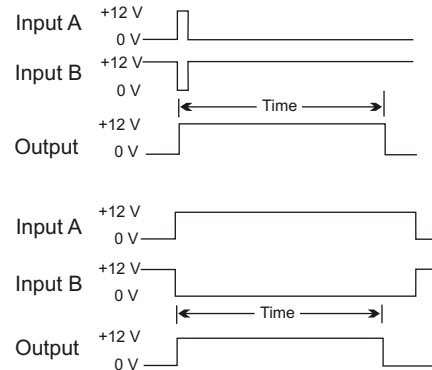 Input A +12 V
0 V
Input B +12 V
0 V
Time
Output +12 V
0 V
Input A +12 V
0 V
Input B +12 V
0 V
Time
Output +12 V
0 V